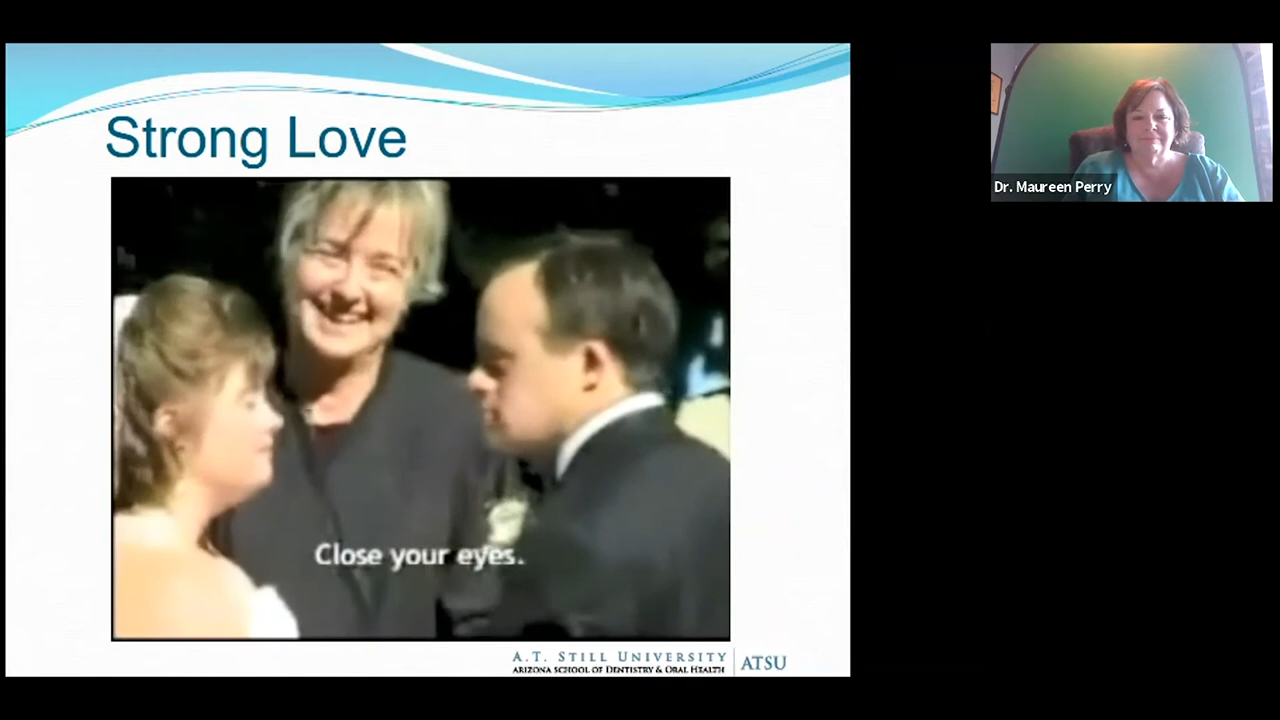 Strong Love
Dr. Maureen Perry
Close your eyes.
A.T. STILL UNIVERSITY
ARIZONA SCHOOL OF DENTISTRY & ORAL HEALTH
ATSU